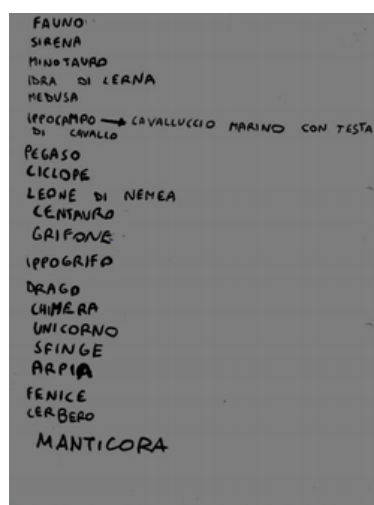 FAUNO
SIRENA
MINOTAURO
IDRA DI LERNA
MEDUSA
IPPOCAMPO → CAVALLUCCIO MARINO CON TESTA
DI CAVALLO
PEGASO
CICLOPE
LEONE DI NEMEA
CENTAURO
GRIFONE
IPPOGRIFO
DRAGO
CHIMERA
UNICORNO
SFINGE
ARPIA
FENICE
CERBERO
MANTICORA